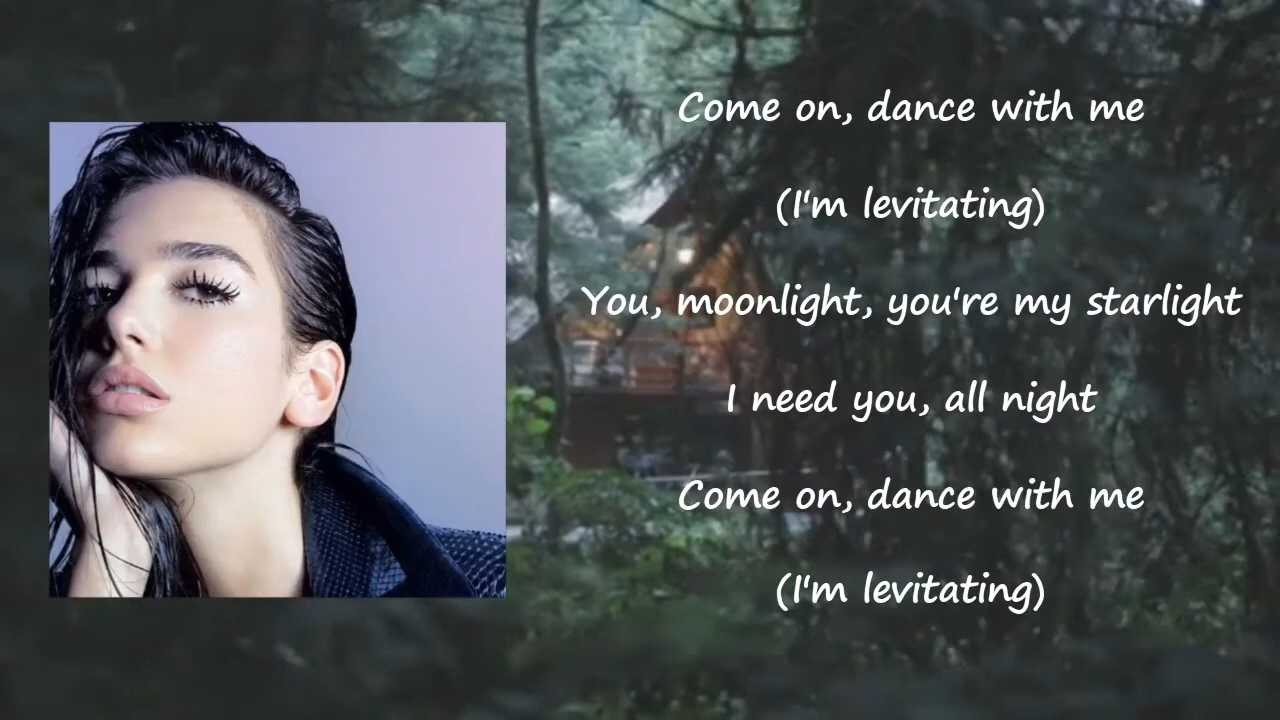 Come on, dance with me
(I'm levitating)
You, moonlight, you're my starlight
I need you, all night
Come on, dance with me
(I'm levitating)